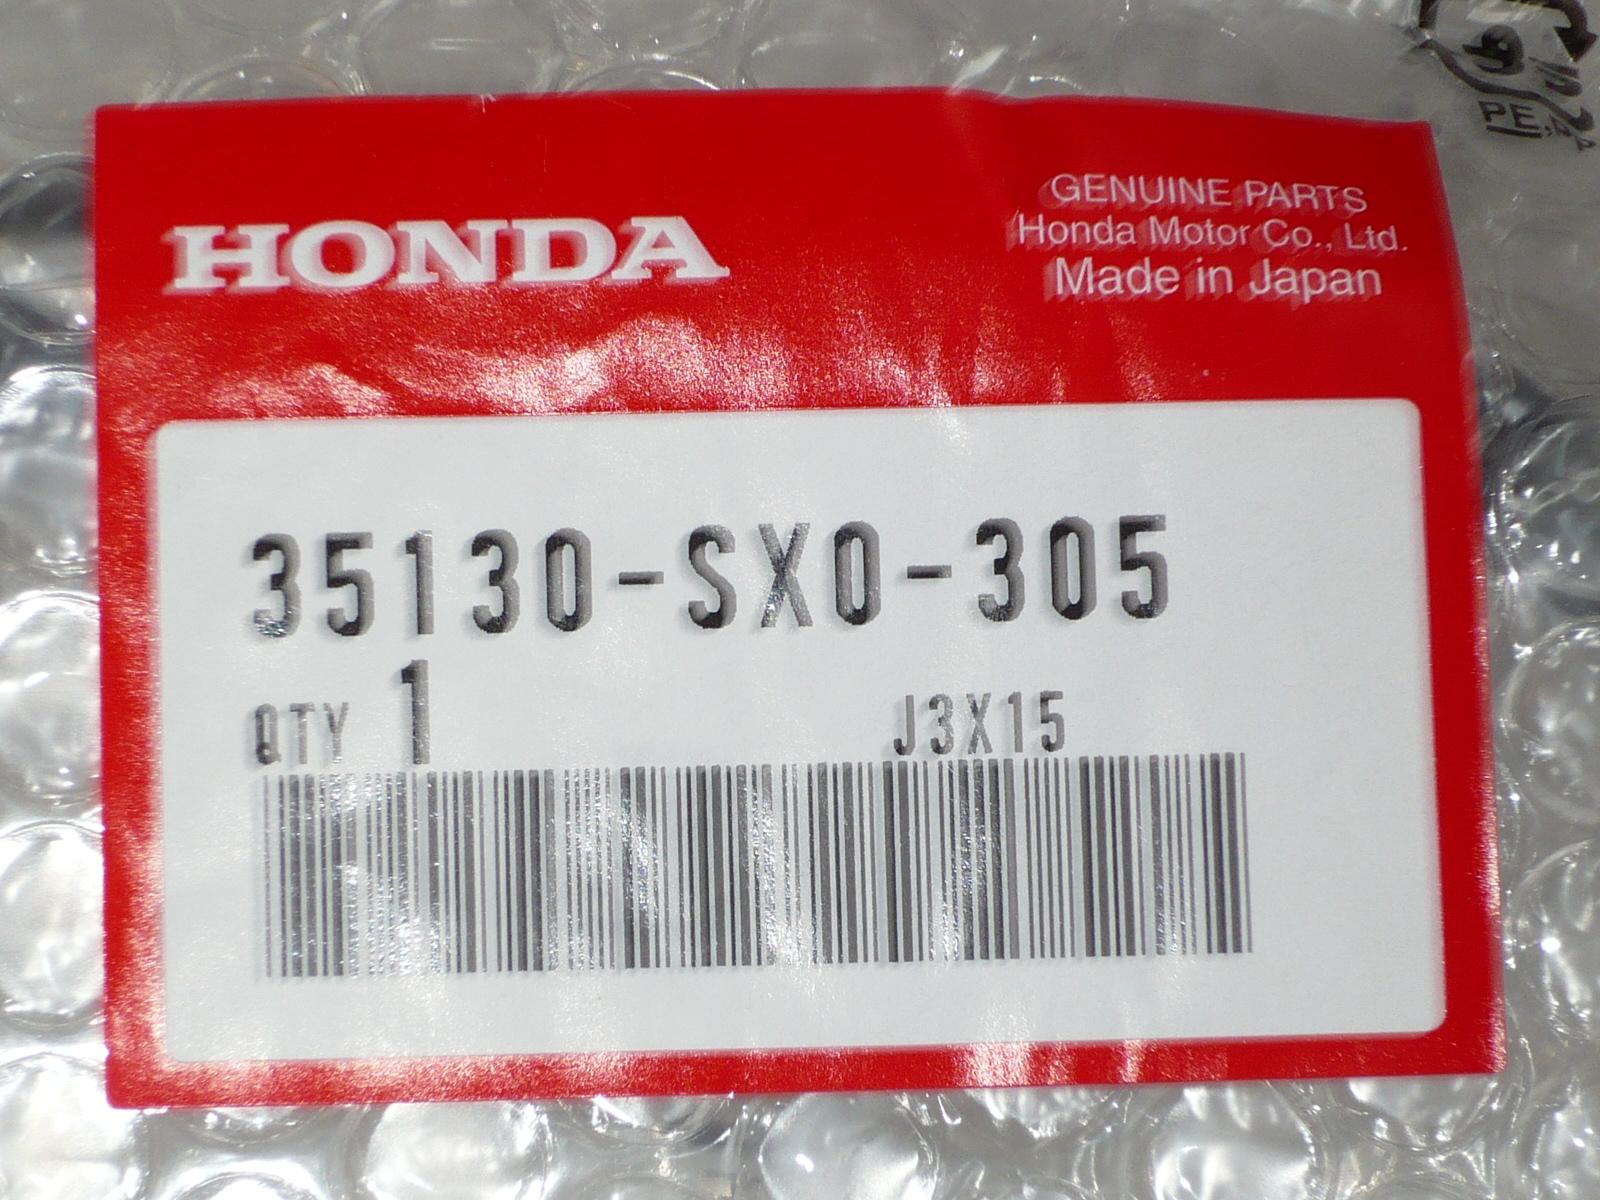 HONDA
GENUINE PARTS
Honda Motor Co., Ltd.
Made in Japan
35130-SX0-305
QTY 1
J3X15
PE